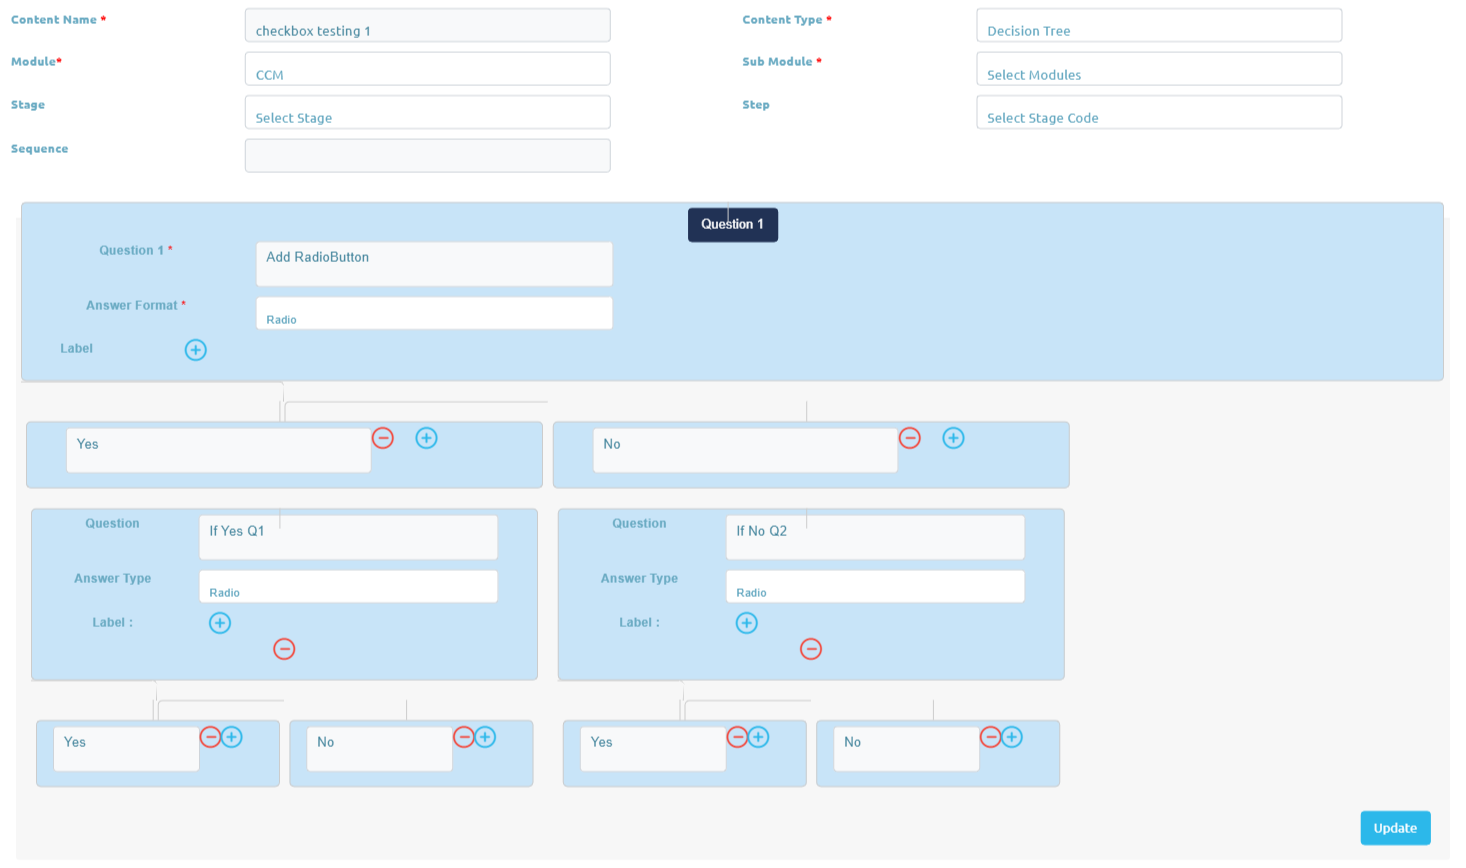 Content Name *
checkbox testing 1
Content Type *
Decision Tree
Module*
CCM
Sub Module *
Select Modules
Stage
Select Stage
Step
Select Stage Code
Sequence
Question 1
Question 1 *
Add RadioButton
Answer Format *
Radio
Label
Yes
No
Question
If Yes Q1
Question
If No Q2
Answer Type
Radio
Answer Type
Radio
Label :
Label :
Yes
No
Yes
No
Update